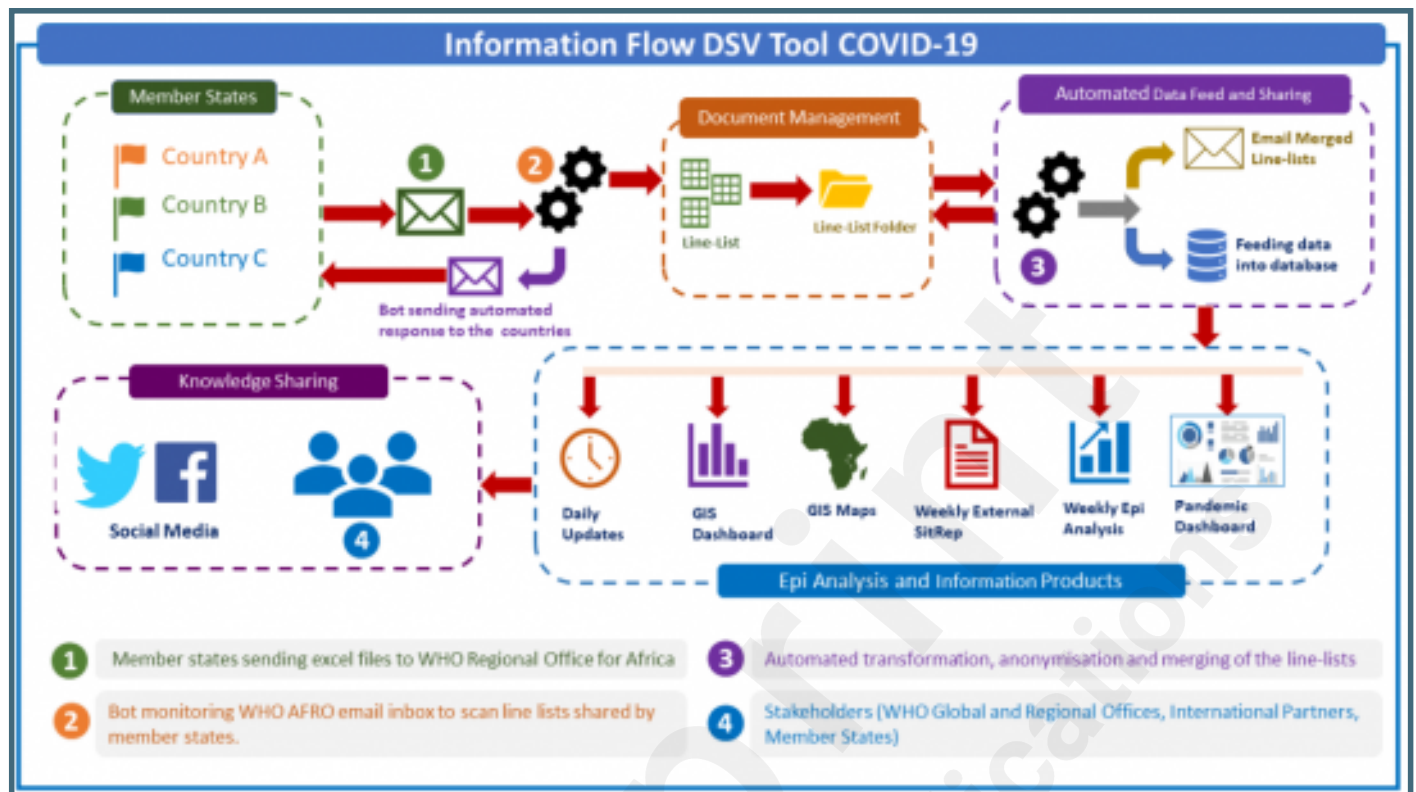 Information Flow DSV Tool COVID-19
Member States
Country A
Country B
Country C
1
2
Bot sending automated
response to the countries
Document Management
Line-List
Line-List Folder
Automated Data Feed and Sharing
3
Email Merged
Line-lists
Feeding data
into database
Knowledge Sharing
Social Media
4
Daily
Updates
GIS
Dashboard
GIS Maps
Weekly External
SitRep
Weekly Epi
Analysis
Pandemic
Dashboard
Epi Analysis and Information Products
1 Member states sending excel files to WHO Regional Office for Africa
2 Bot monitoring WHO AFRO email inbox to scan line lists shared by
member states.
3 Automated transformation, anonymisation and merging of the line-lists
4 Stakeholders (WHO Global and Regional Offices, International Partners,
Member States)